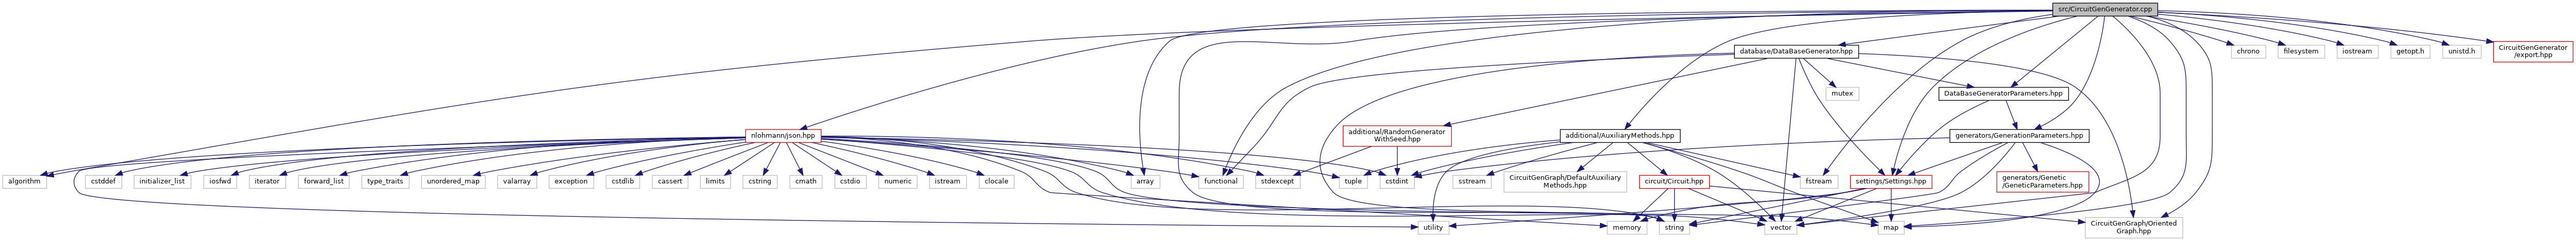 src/CircuitGenGenerator.cpp
database/DataBaseGenerator.hpp
chrono
filesystem
iostream
getopt.h
unistd.h
CircuitGenGenerator
/export.hpp
mutex
DataBaseGeneratorParameters.hpp
nlohmann/json.hpp
additional/RandomGenerator
WithSeed.hpp
additional/AuxiliaryMethods.hpp
generators/GenerationParameters.hpp
algorithm
cstddef
initializer_list
iosfwd
iterator
forward_list
type_traits
unordered_map
valarray
exception
cstdlib
cassert
limits
cstring
cmath
cstdio
numeric
istream
clocale
array
functional
stdexcept
tuple
cstdint
sstream
CircuitGenGraph/DefaultAuxiliary
Methods.hpp
circuit/Circuit.hpp
fstream
settings/Settings.hpp
generators/Genetic
/GeneticParameters.hpp
utility
memory
string
vector
map
CircuitGenGraph/Oriented
Graph.hpp